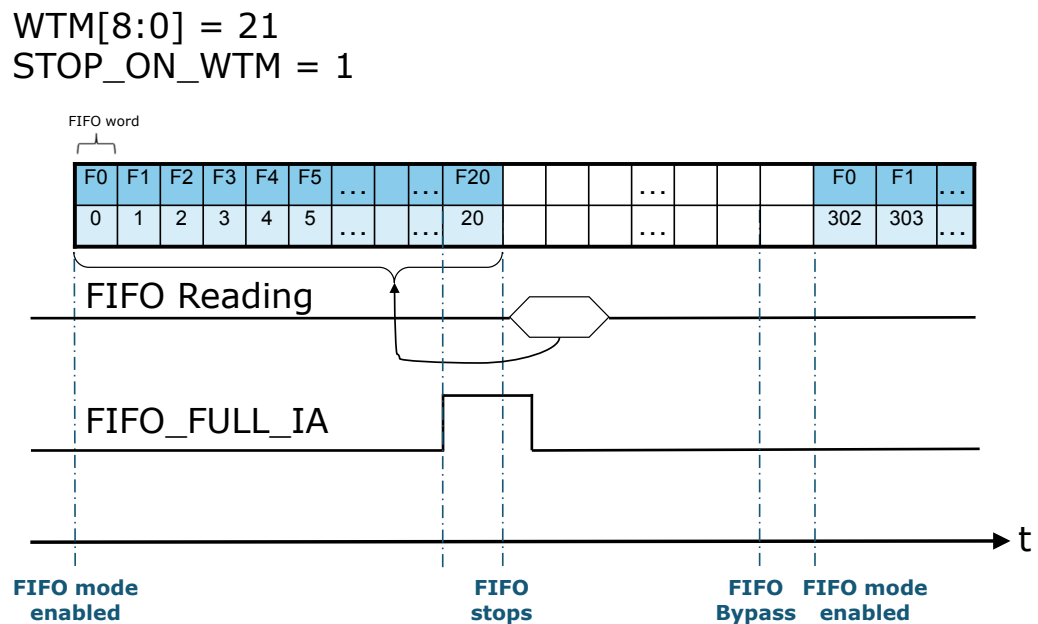 WTM[8:0] = 21
STOP_ON_WTM = 1
FIFO word
F0 F1 F2 F3 F4 F5 ... ... F20 ... F0 F1 ...
0 1 2 3 4 5 ... ... 20 ... 302 303 ...
FIFO Reading
FIFO_FULL_IA
t
FIFO mode enabled
FIFO stops
FIFO Bypass
FIFO mode enabled